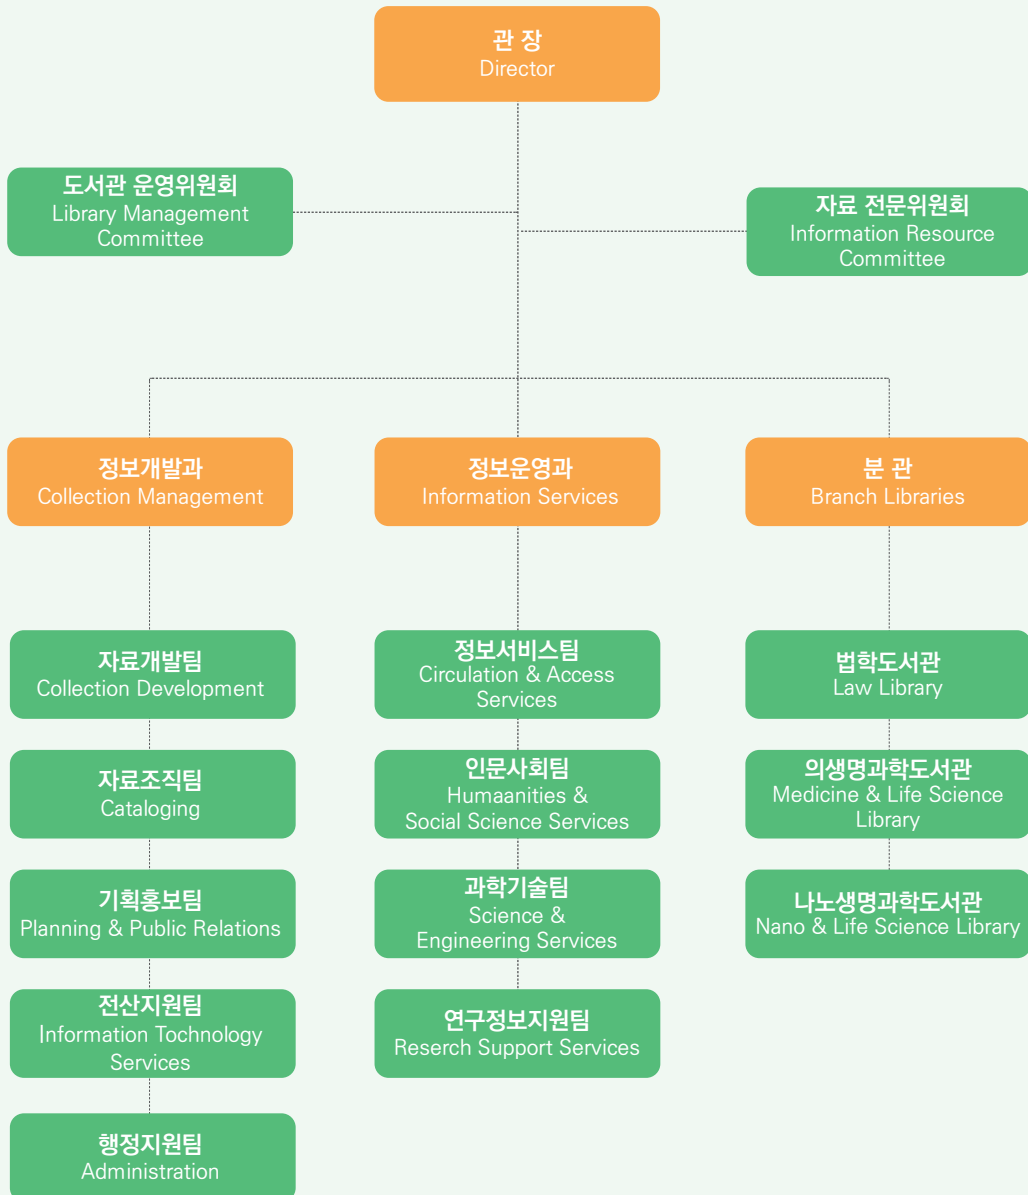 관 장
Director
도서관 운영위원회
Library Management
Committee
자료 전문위원회
Information Resource
Committee
정보개발과
Collection Management
정보운영과
Information Services
분 관
Branch Libraries
자료개발팀
Collection Development
정보서비스팀
Circulation & Access
Services
법학도서관
Law Library
자료조직팀
Cataloging
인문사회팀
Humaanities &
Social Science Services
의생명과학도서관
Medicine & Life Science
Library
기획홍보팀
Planning & Public Relations
과학기술팀
Science &
Engineering Services
나노생명과학도서관
Nano & Life Science Library
전산지원팀
Information Tochnology
Services
연구정보지원팀
Reserch Support Services
행정지원팀
Administration